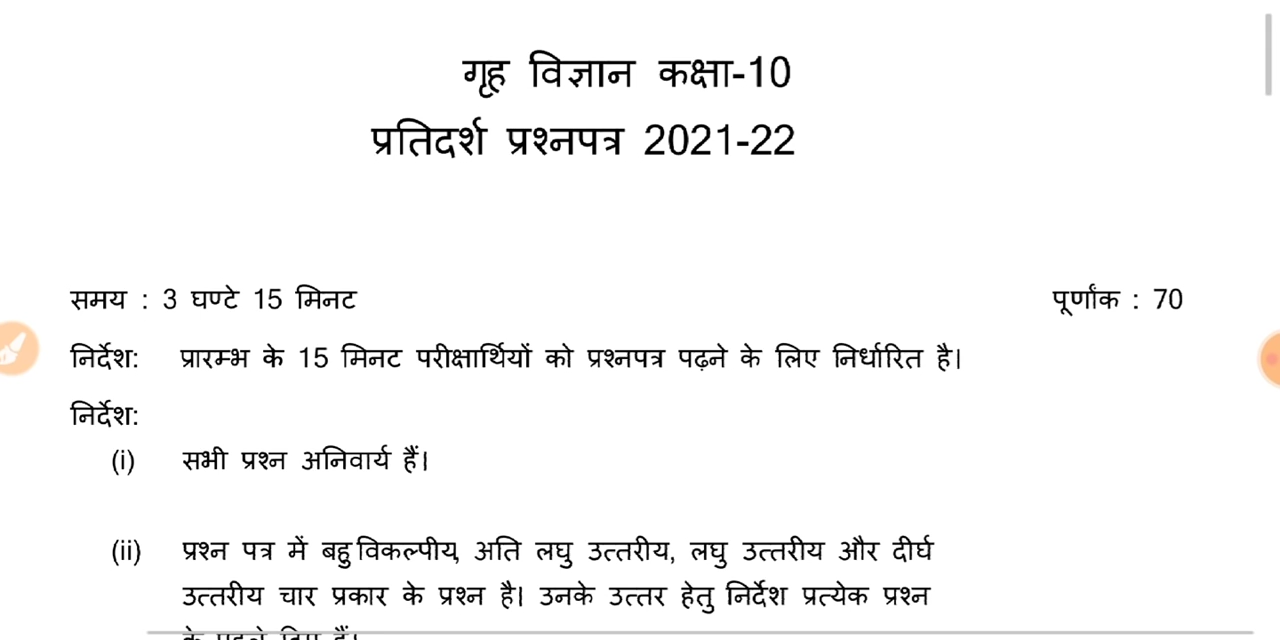 गृह विज्ञान कक्षा-10
प्रतिदर्श प्रश्नपत्र 2021-22
समय : 3 घण्टे 15 मिनट पूर्णांक : 70
निर्देश: प्रारम्भ के 15 मिनट परीक्षार्थियों को प्रश्नपत्र पढ़ने के लिए निर्धारित है।
निर्देश:
(i) सभी प्रश्न अनिवार्य हैं।
(ii) प्रश्न पत्र में बहुविकल्पीय, अति लघु उत्तरीय, लघु उत्तरीय और दीर्घ
उत्तरीय चार प्रकार के प्रश्न है। उनके उत्तर हेतु निर्देश प्रत्येक प्रश्न